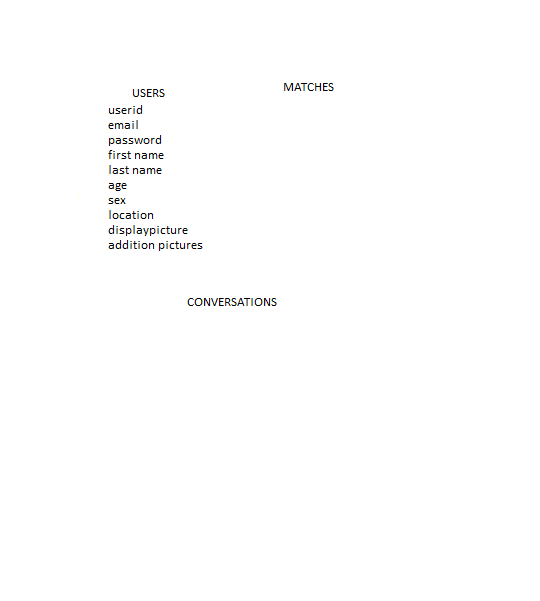 MATCHES
USERS
userid
email
password
first name
last name
age
sex
location
displaypicture
addition pictures
CONVERSATIONS